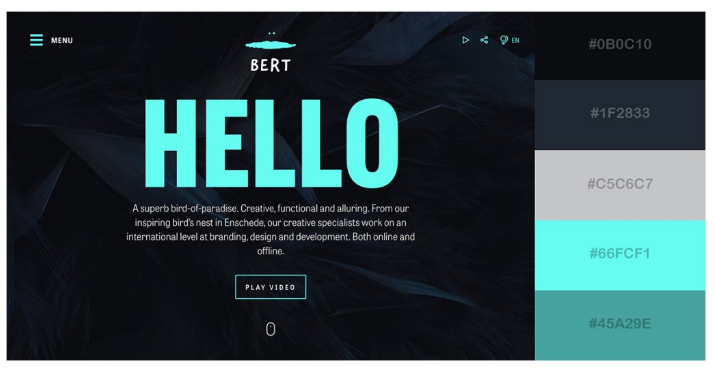 MENU
BERT
EN
HELLO
A superb bird-of-paradise. Creative, functional and alluring. From our
inspiring bird's nest in Enschede, our creative specialists work on an
international level at branding, design and development. Both online and
offline.
PLAY VIDEO
#0B0C10
#1F2833
#C5C6C7
#66FCF1
#45A29E